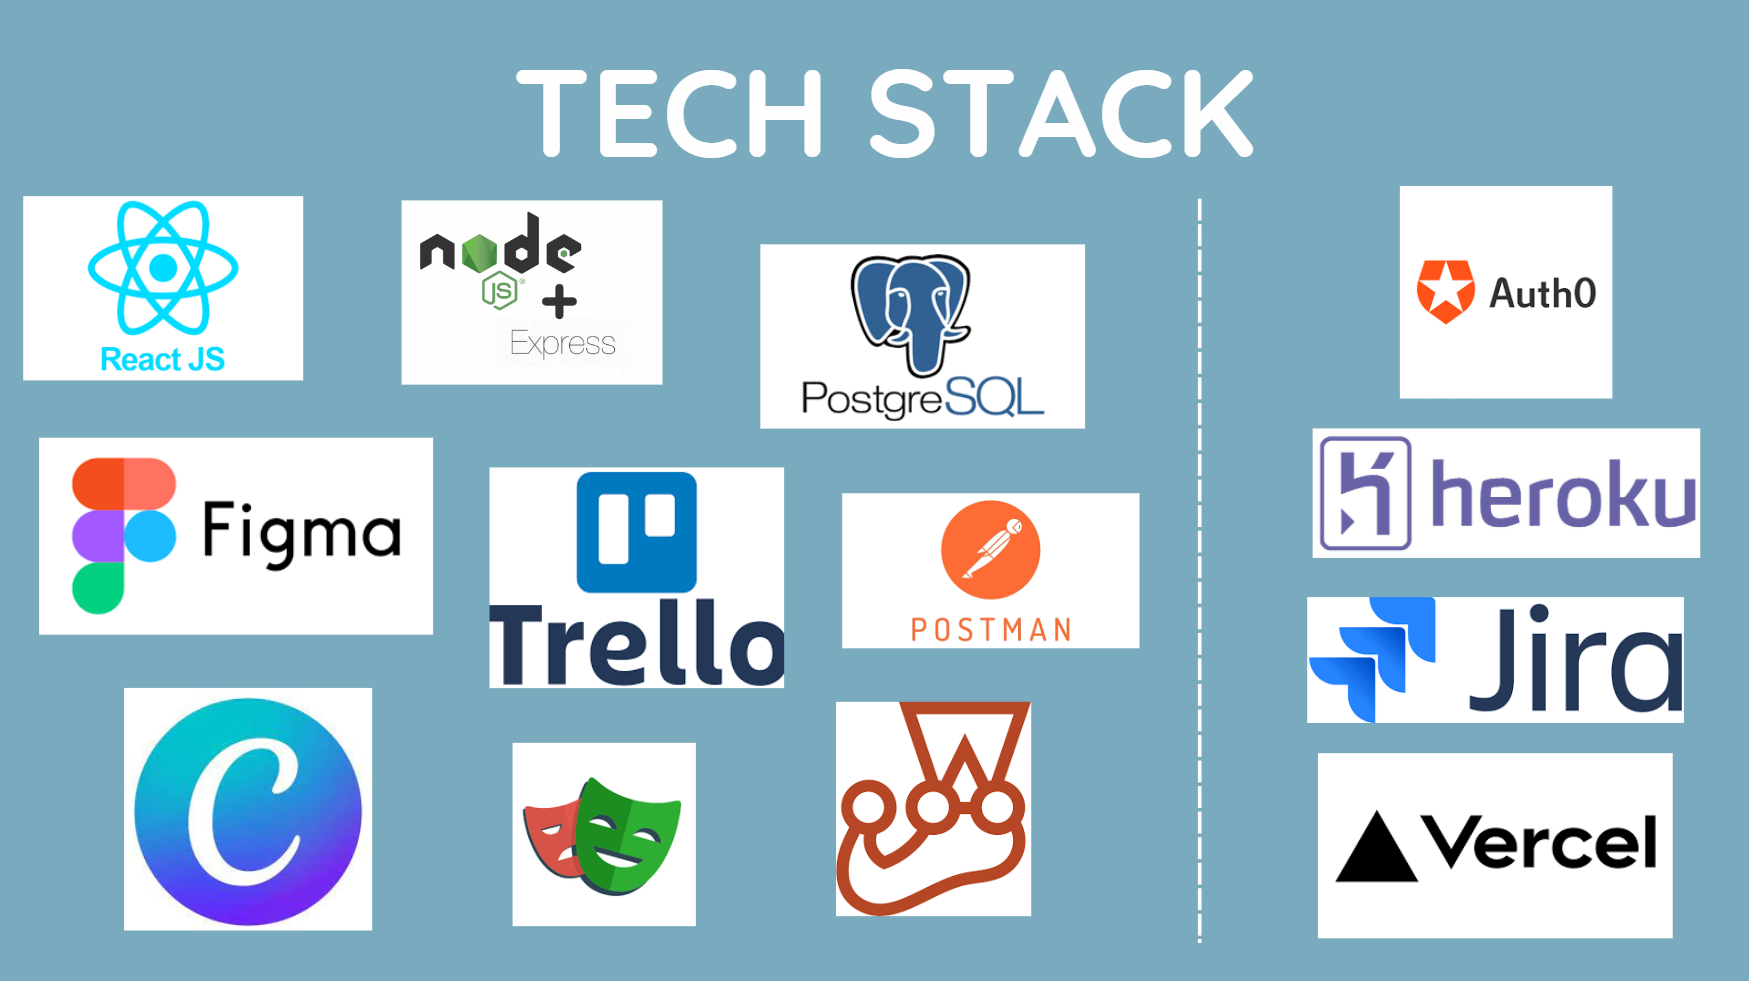 TECH STACK
React JS
node
JS
+
Express
PostgreSQL
Figma
Trello
POSTMAN
C
Auth0
heroku
Jira
Vercel